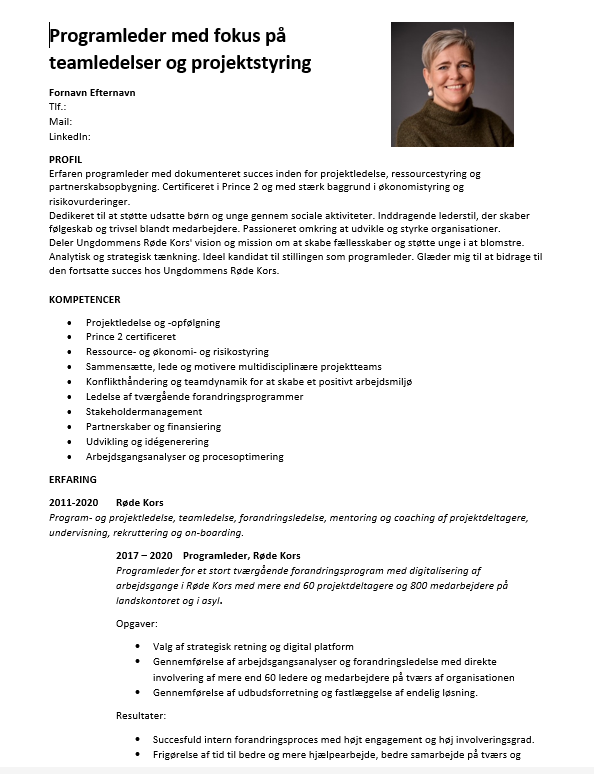 Programleder med fokus på
teamledelser og projektstyring
Fornavn Efternavn
Tlf.:
Mail:
LinkedIn:
PROFIL
Erfaren programleder med dokumenteret succes inden for projektledelse, ressourcestyring og
partnerskabsopbygning. Certificeret i Prince 2 og med stærk baggrund i økonomistyring og
risikovurderinger.
Dedikeret til at støtte udsatte børn og unge gennem sociale aktiviteter. Inddragende lederstil, der skaber
følgeskab og trivsel blandt medarbejdere. Passioneret omkring at udvikle og styrke organisationer.
Deler Ungdommens Røde Kors' vision og mission om at skabe fællesskaber og støtte unge i at blomstre.
Analytisk og strategisk tænkning. Ideel kandidat til stillingen som programleder. Glæder mig til at bidrage til
den fortsatte succes hos Ungdommens Røde Kors.
KOMPETENCER
• Projektledelse og -opfølgning
• Prince 2 certificeret
• Ressource- og økonomi- og risikostyring
• Sammensætte, lede og motivere multidisciplinære projektteams
• Konflikthåndering og teamdynamik for at skabe et positivt arbejdsmiljø
• Ledelse af tværgående forandringsprogrammer
• Stakeholdermanagement
• Partnerskaber og finansiering
• Udvikling og idégenerering
• Arbejdsgangsanalyser og procesoptimering
ERFARING
2011-2020 Røde Kors
Program- og projektledelse, teamledelse, forandringsledelse, mentoring og coaching af projektdeltagere,
undervisning, rekruttering og on-boarding.
2017 – 2020 Programleder, Røde Kors
Programleder for et stort tværgående forandringsprogram med digitalisering af
arbejdsgange i Røde Kors med mere end 60 projektdeltagere og 800 medarbejdere på
landskontoret og i asyl.
Opgaver:
• Valg af strategisk retning og digital platform
• Gennemførelse af arbejdsgangsanalyser og forandringsledelse med direkte
involvering af mere end 60 ledere og medarbejdere på tværs af organisationen
• Gennemførelse af udbudsforretning og fastlæggelse af endelig løsning.
Resultater:
• Succesfuld intern forandringsproces med højt engagement og høj involveringsgrad.
• Frigørelse af tid til bedre og mere hjælpearbejde, bedre samarbejde på tværs og